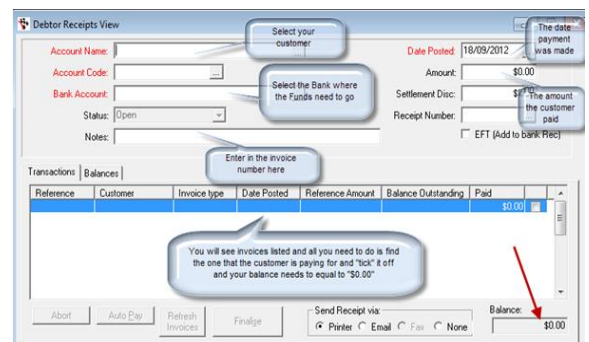 Debtor Receipts View
Select your
customer
The date
payment
was made
Account Name:
Date Posted: 18/09/2012
Account Code: ...
Amount: $0.00
Select the Bank where
the Funds need to go
Bank Account:
Settlement Disc:
The amount
the customer
paid
Status: Open
Receipt Number:
Notes:
EFT (Add to bank Rec)
Enter in the invoice
number here
Transactions Balances
Reference Customer Invoice type Date Posted Reference Amount Balance Outstanding Paid
$0.00
You will see invoices listed and all you need to do is find
the one that the customer is
paying for and "tick" it off
and your balance needs to equal to "$0.00"
Abort Auto Pay Refresh
Invoices Finalise
Send Receipt via:
Printer Email Fax None
Balance:
$0.00